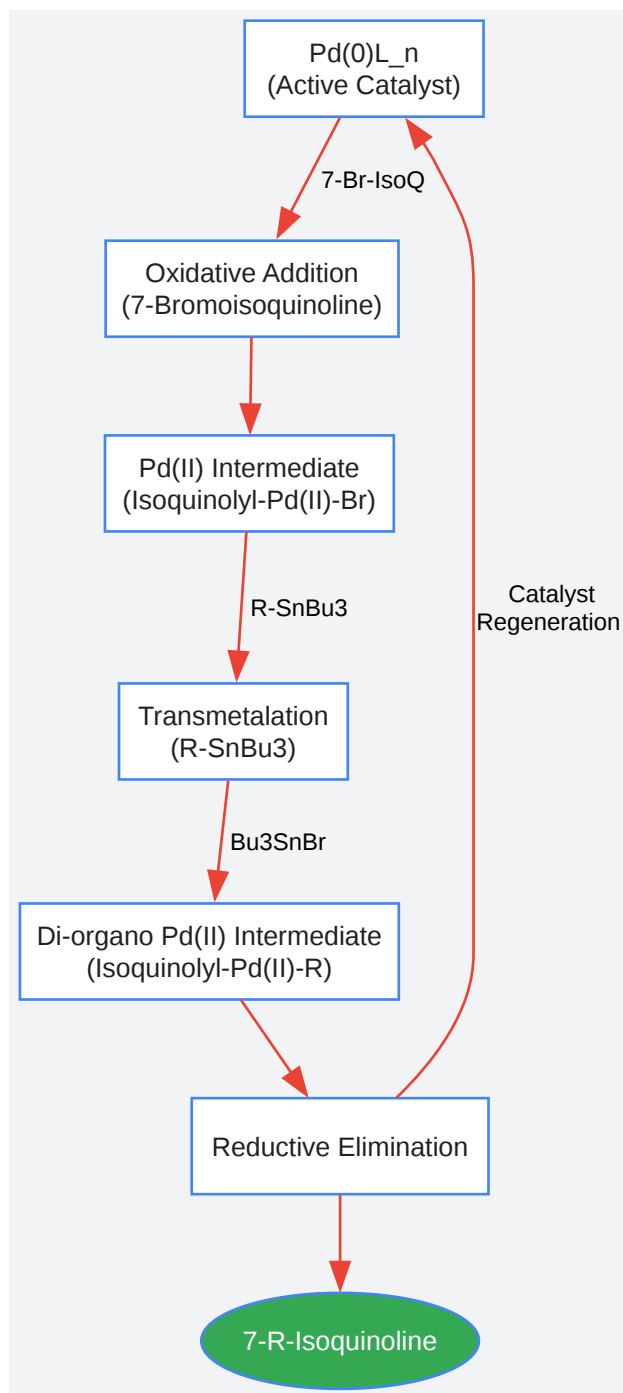 Pd(0)L_n
(Active Catalyst)
7-Br-IsoQ
Oxidative Addition
(7-Bromoisoquinoline)
Pd(II) Intermediate
(Isoquinolyl-Pd(II)-Br)
R-SnBu3
Catalyst
Regeneration
Transmetalation
(R-SnBu3)
Bu3SnBr
Di-organo Pd(II) Intermediate
(Isoquinolyl-Pd(II)-R)
Reductive Elimination
7-R-Isoquinoline